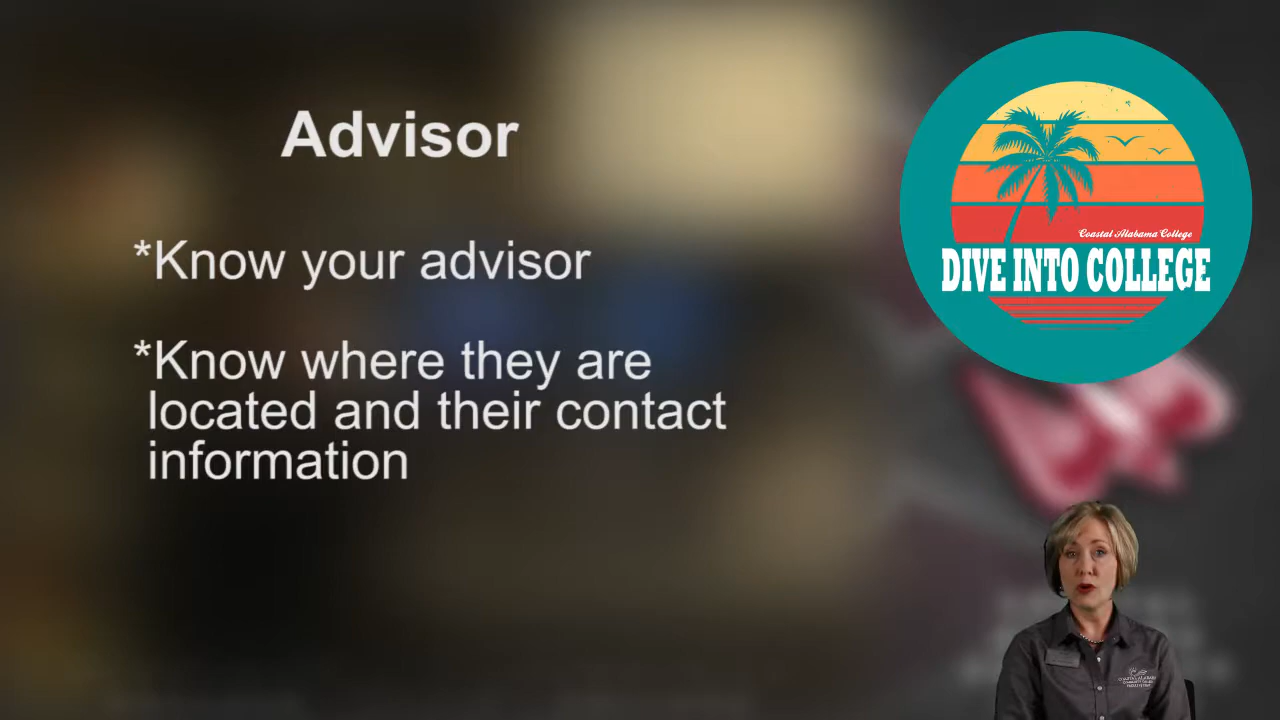 Advisor
*Know your advisor
*Know where they are
located and their contact
information
Coastal Alabama College
DIVE INTO COLLEGE